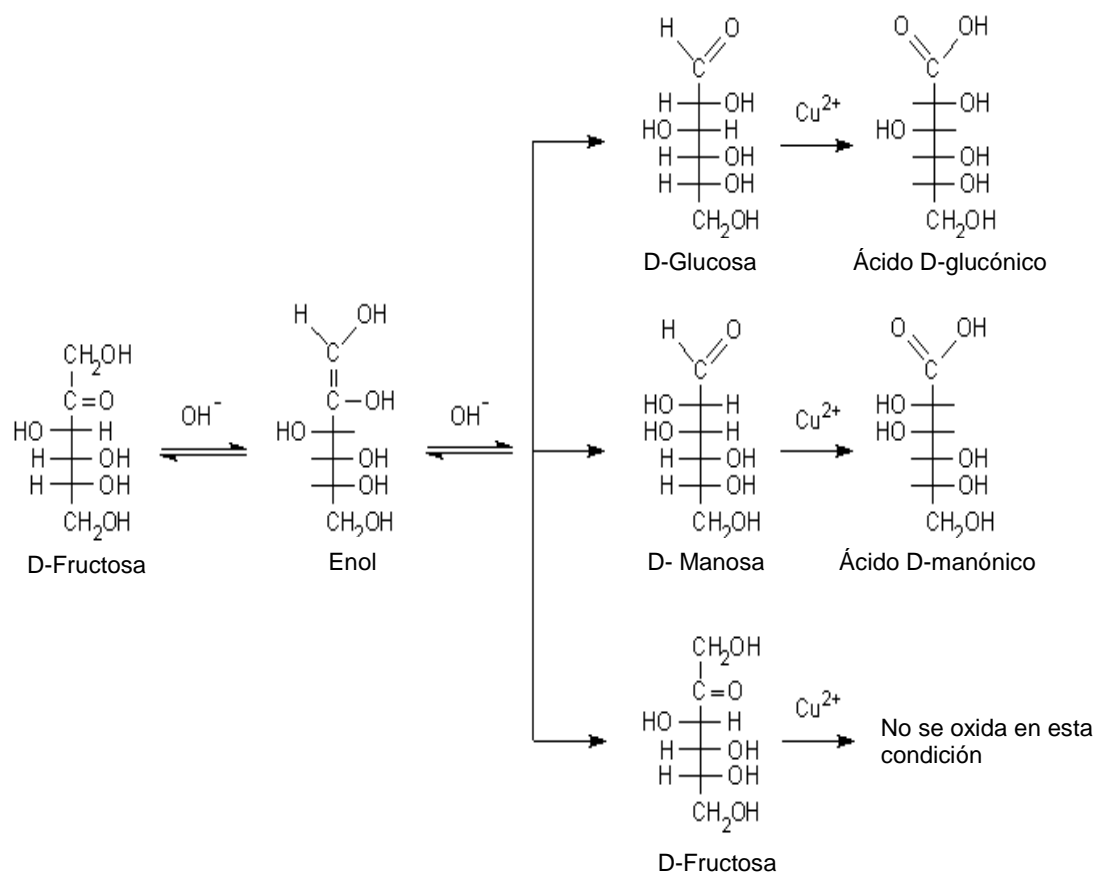 H O
C
H OH
HO H
H OH
H OH
CH₂OH
D-Glucosa
Cu²⁺
O OH
C
OH
HO
OH
OH
CH₂OH
Ácido D-glucónico
CH₂OH
C=O
HO H
H OH
H OH
CH₂OH
D-Fructosa
OH⁻
H OH
C
C-OH
HO
OH
OH
CH₂OH
Enol
OH⁻
H O
C
HO H
HO H
H OH
H OH
CH₂OH
D- Manosa
Cu²⁺
O OH
C
HO
HO
OH
OH
CH₂OH
Ácido D-manónico
CH₂OH
C=O
HO H
H OH
H OH
CH₂OH
D-Fructosa
Cu²⁺
No se oxida en esta
condición